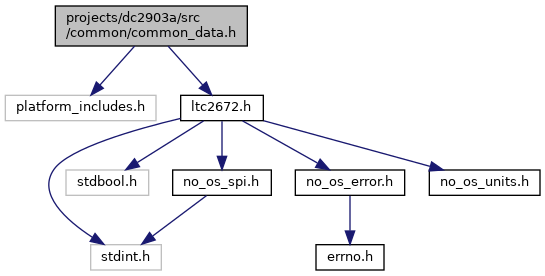 projects/dc2903a/src
/common/common_data.h
platform_includes.h
ltc2672.h
stdbool.h
no_os_spi.h
no_os_error.h
no_os_units.h
stdint.h
errno.h